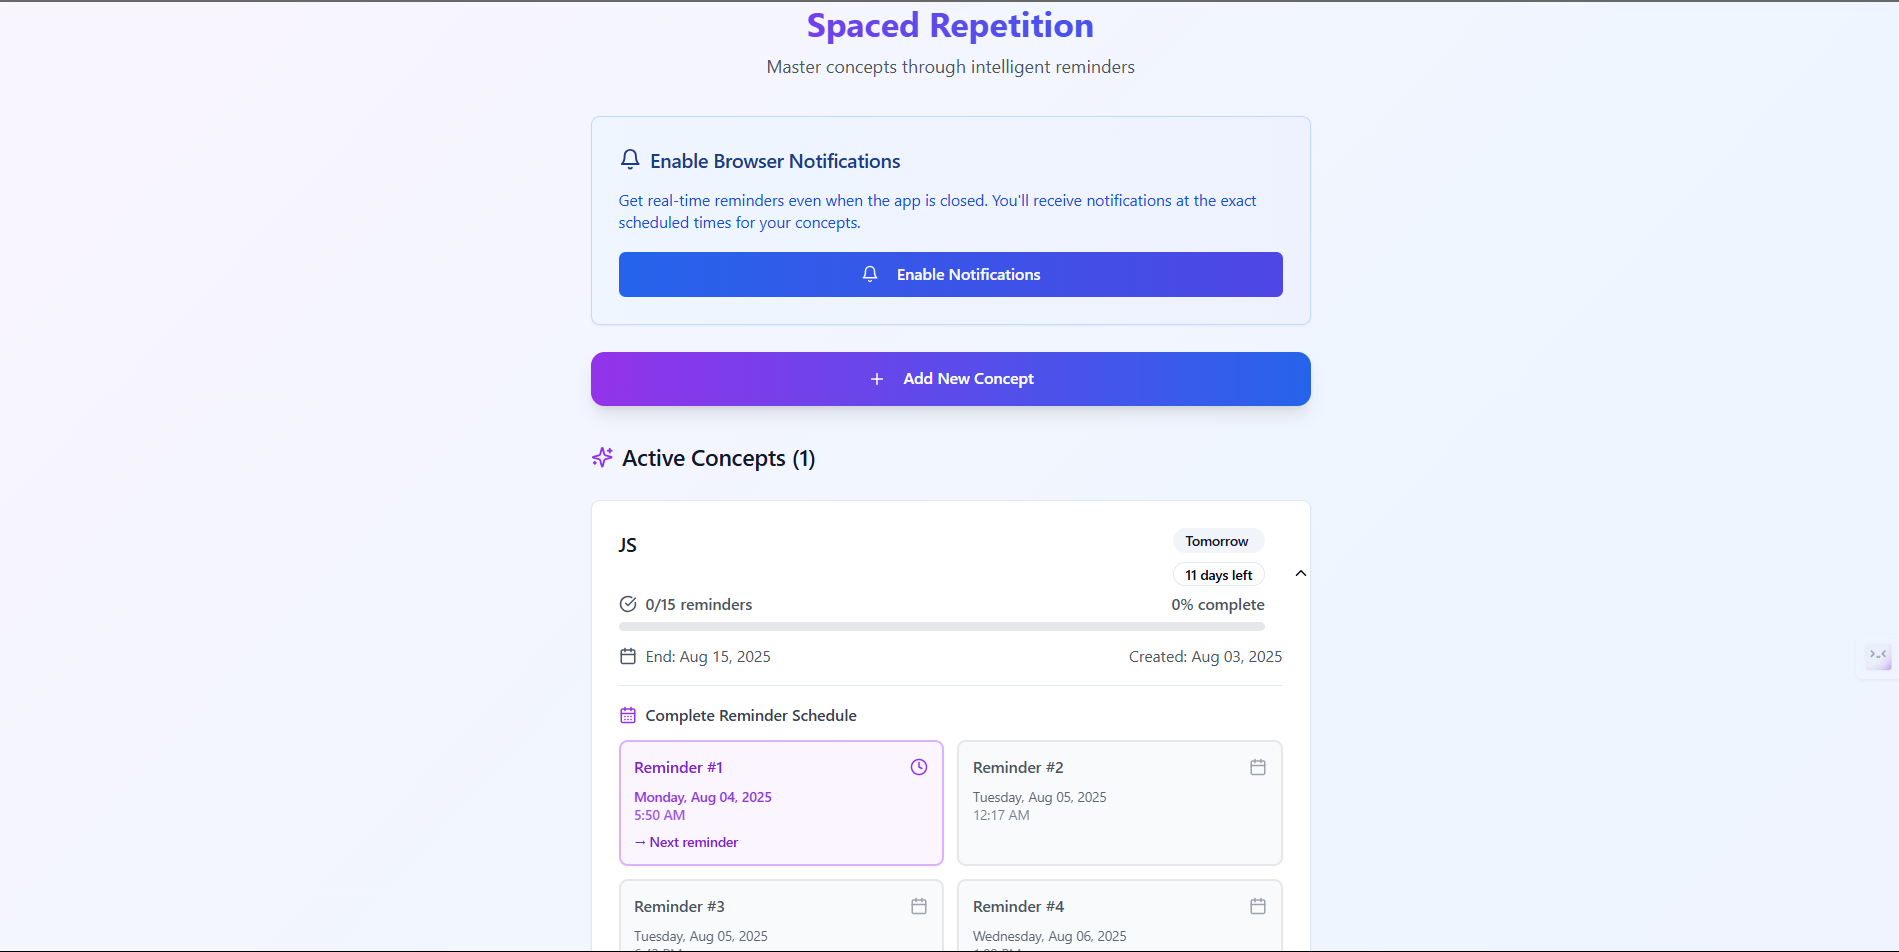 Spaced Repetition
Master concepts through intelligent reminders
Enable Browser Notifications
Get real-time reminders even when the app is closed. You'll receive notifications at the exact
scheduled times for your concepts.
Enable Notifications
+ Add New Concept
Active Concepts (1)
JS
Tomorrow
11 days left
0/15 reminders
0% complete
End: Aug 15, 2025
Created: Aug 03, 2025
Complete Reminder Schedule
Reminder #1
Monday, Aug 04, 2025
5:50 AM
→ Next reminder
Reminder #2
Tuesday, Aug 05, 2025
12:17 AM
Reminder #3
Tuesday, Aug 05, 2025
Reminder #4
Wednesday, Aug 06, 2025